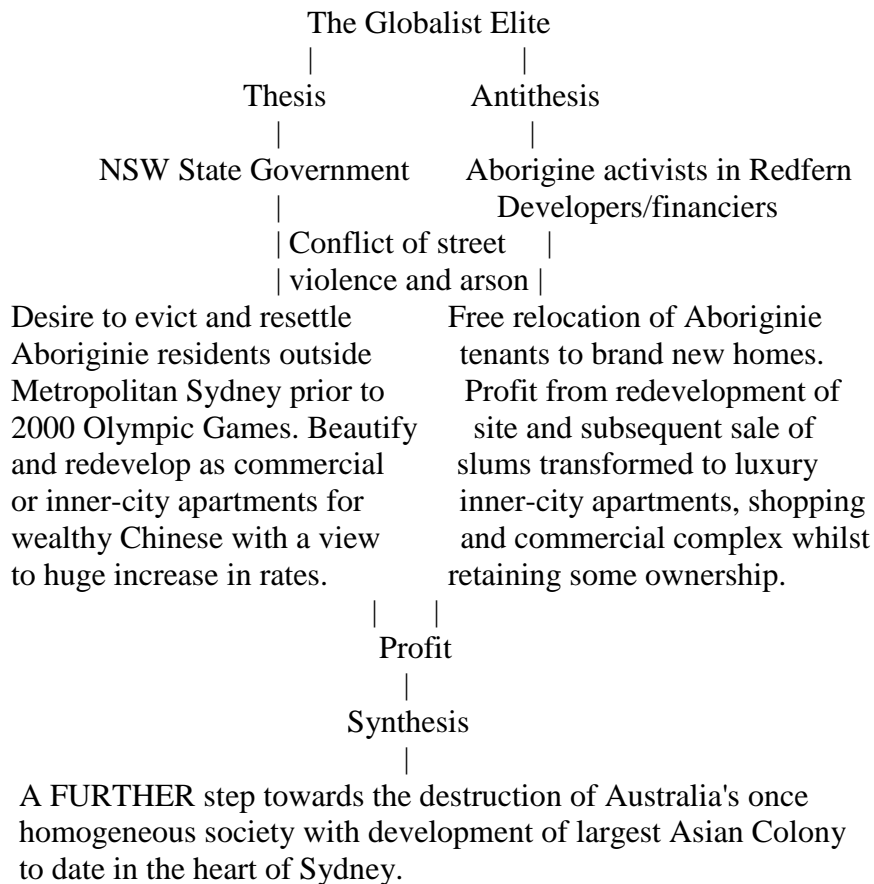 The Globalist Elite
| |
Thesis Antithesis
| |
NSW State Government Aborigine activists in Redfern
| Developers/financiers
| Conflict of street |
| violence and arson |
Desire to evict and resettle Free relocation of Aboriginie
Aboriginie residents outside tenants to brand new homes.
Metropolitan Sydney prior to Profit from redevelopment of
2000 Olympic Games. Beautify site and subsequent sale of
and redevelop as commercial slums transformed to luxury
or inner-city apartments for inner-city apartments, shopping
wealthy Chinese with a view and commercial complex whilst
to huge increase in rates. retaining some ownership.
| |
Profit
|
Synthesis
|
A FURTHER step towards the destruction of Australia's once
homogeneous society with development of largest Asian Colony
to date in the heart of Sydney.